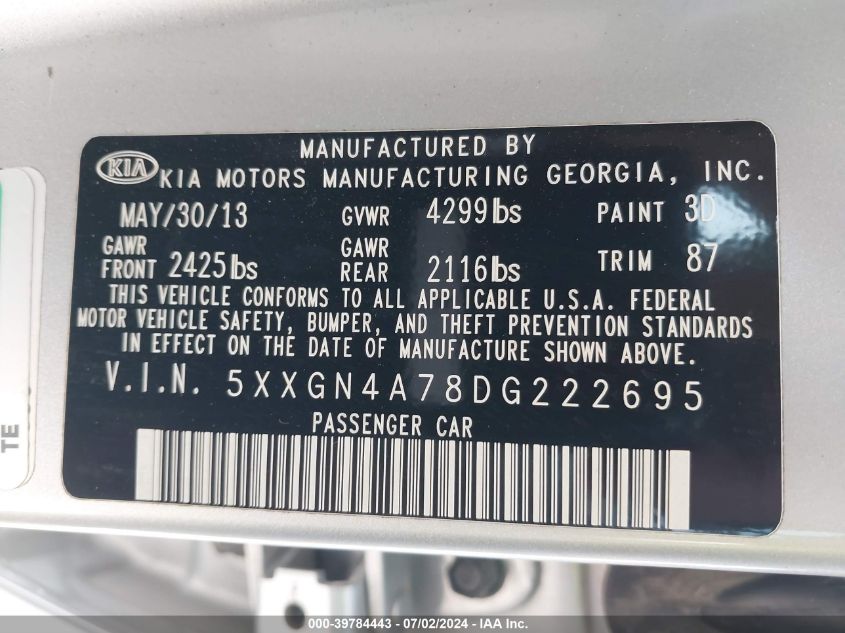 MANUFACTURED BY
KIA KIA MOTORS MANUFACTURING GEORGIA, INC.
MAY/30/13 GVWR 4299lbs PAINT 3D
GAWR FRONT 2425lbs GAWR REAR 2116lbs TRIM 87
THIS VEHICLE CONFORMS TO ALL APPLICABLE U.S.A. FEDERAL
MOTOR VEHICLE SAFETY, BUMPER, AND THEFT PREVENTION STANDARDS
IN EFFECT ON THE DATE OF MANUFACTURE SHOWN ABOVE.
V.I.N. 5XXGN4A78DG222695
PASSENGER CAR
TE
000-39784443 - 07/02/2024 - IAA Inc.